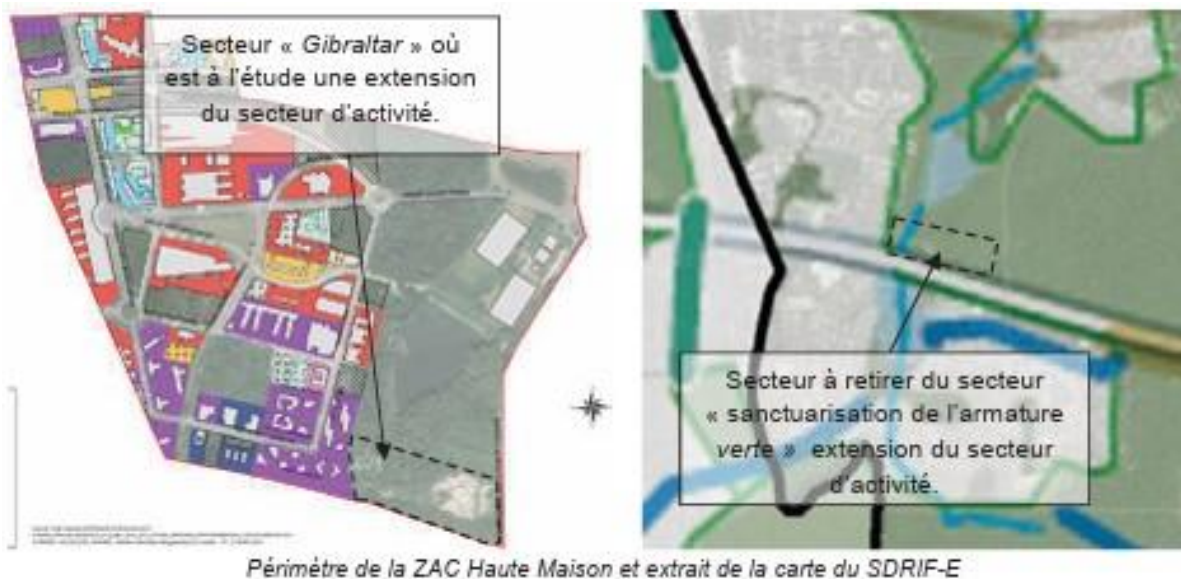 Secteur « Gibraltar » où
est à l'étude une extension
du secteur d'activité.
Secteur à retirer du secteur
« sanctuarisation de l'armature
verte » extension du secteur
d'activité.
Périmètre de la ZAC Haute Maison et extrait de la carte du SDRIF-E